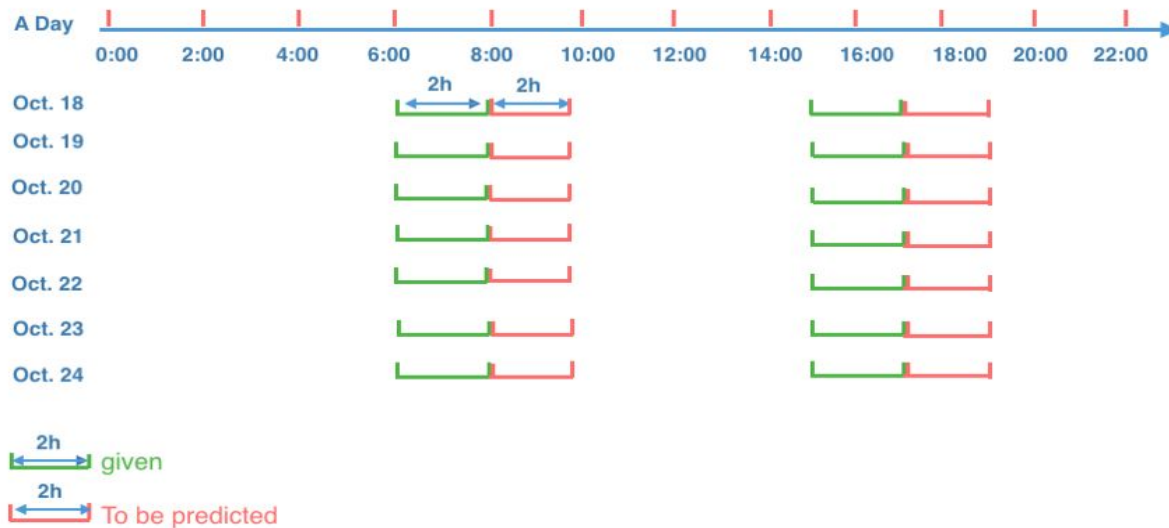 A Day
0:00 2:00 4:00 6:00 8:00 10:00 12:00 14:00 16:00 18:00 20:00 22:00
2h 2h
Oct. 18
Oct. 19
Oct. 20
Oct. 21
Oct. 22
Oct. 23
Oct. 24
2h
given
2h
To be predicted